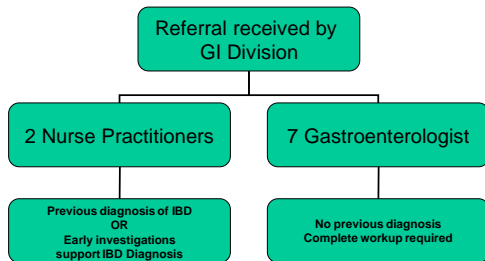 Referral received by
GI Division
2 Nurse Practitioners
7 Gastroenterologist
Previous diagnosis of IBD
OR
Early investigations
support IBD Diagnosis
No previous diagnosis
Complete workup required